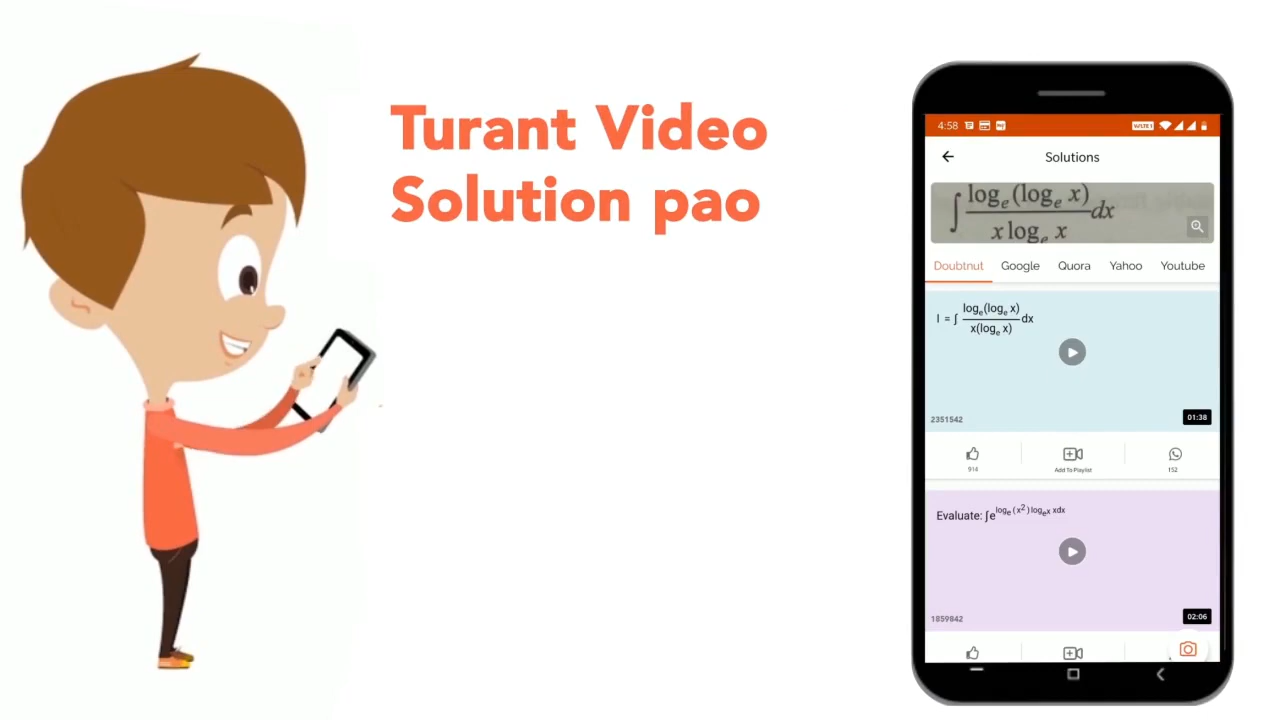 Turant Video
Solution pao
4:58
VoLTE1
Solutions
∫ logₑ(logₑ x) / x logₑ x dx
Doubtnut Google Quora Yahoo Youtube
I = ∫ logₑ(logₑ x) / x(logₑ x) dx
2351542
01:38
914
Add To Playlist
152
Evaluate: ∫e^logₑ(x²)logₑx xdx
1859842
02:06